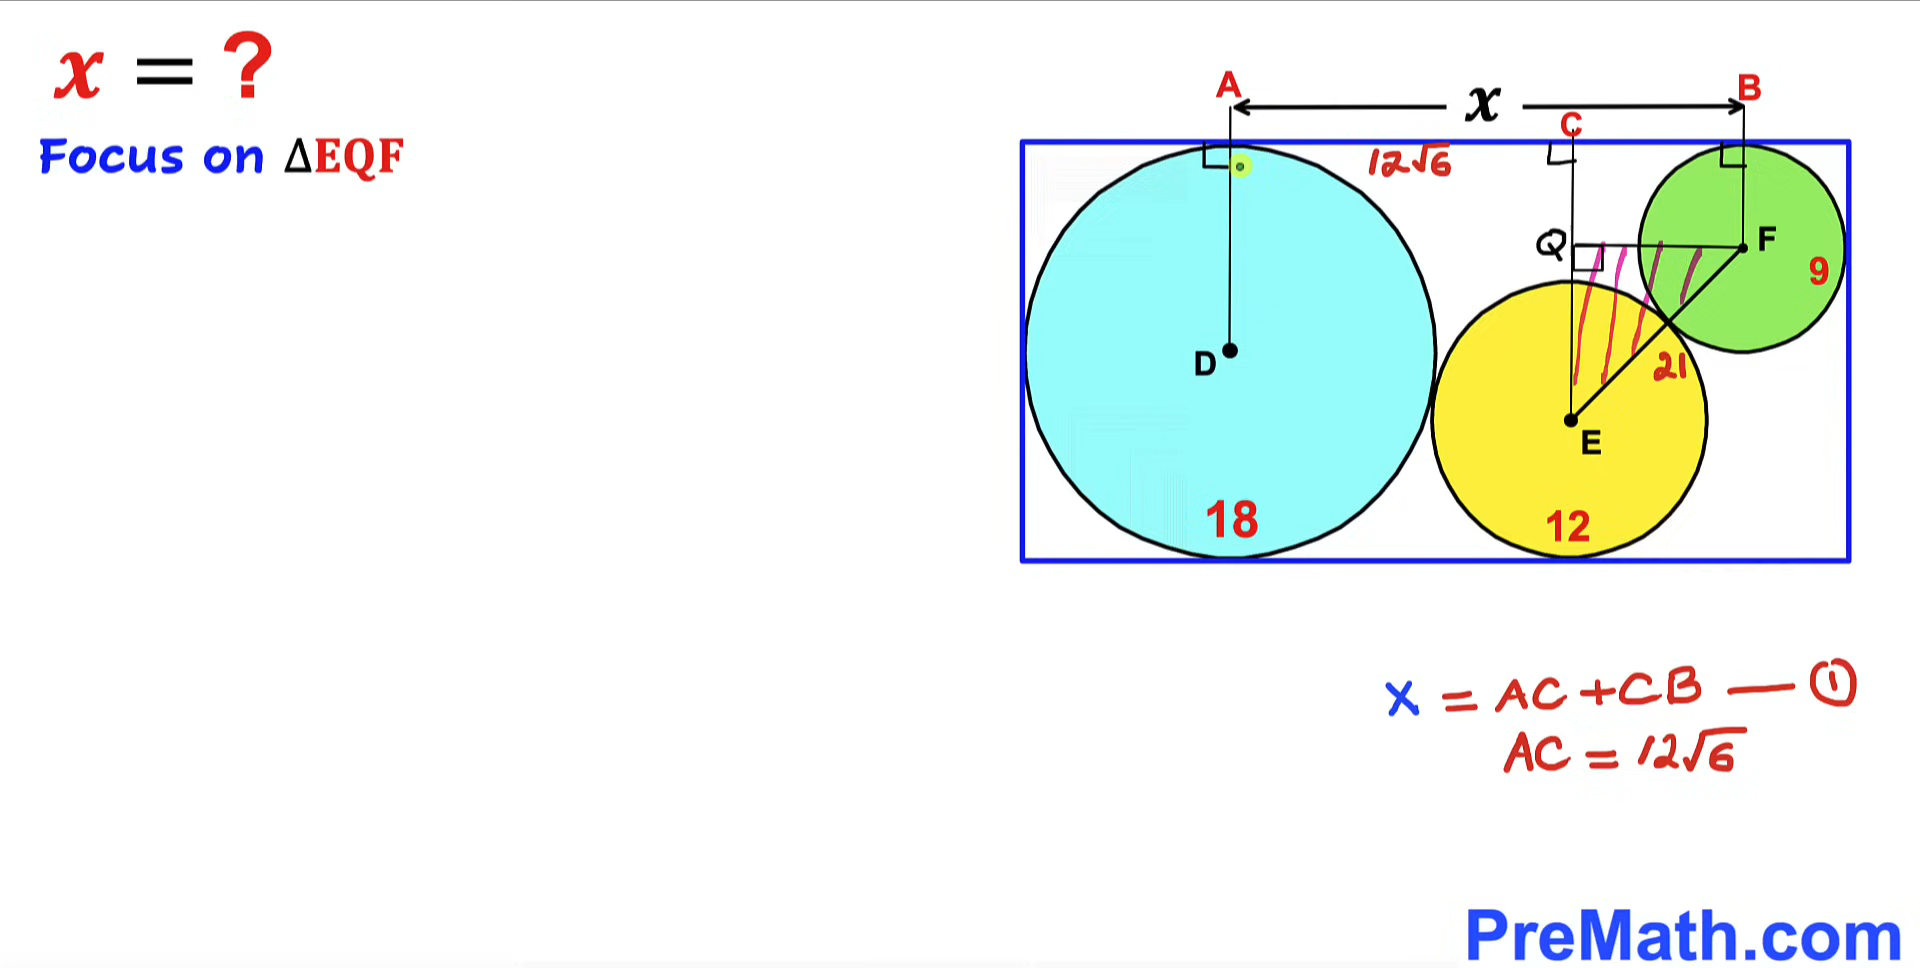 x = ?
Focus on ΔEQF
A
B
x
C
12√6
Q
F
9
D
21
E
18
12
x = AC + CB — ①
AC = 12√6
PreMath.com